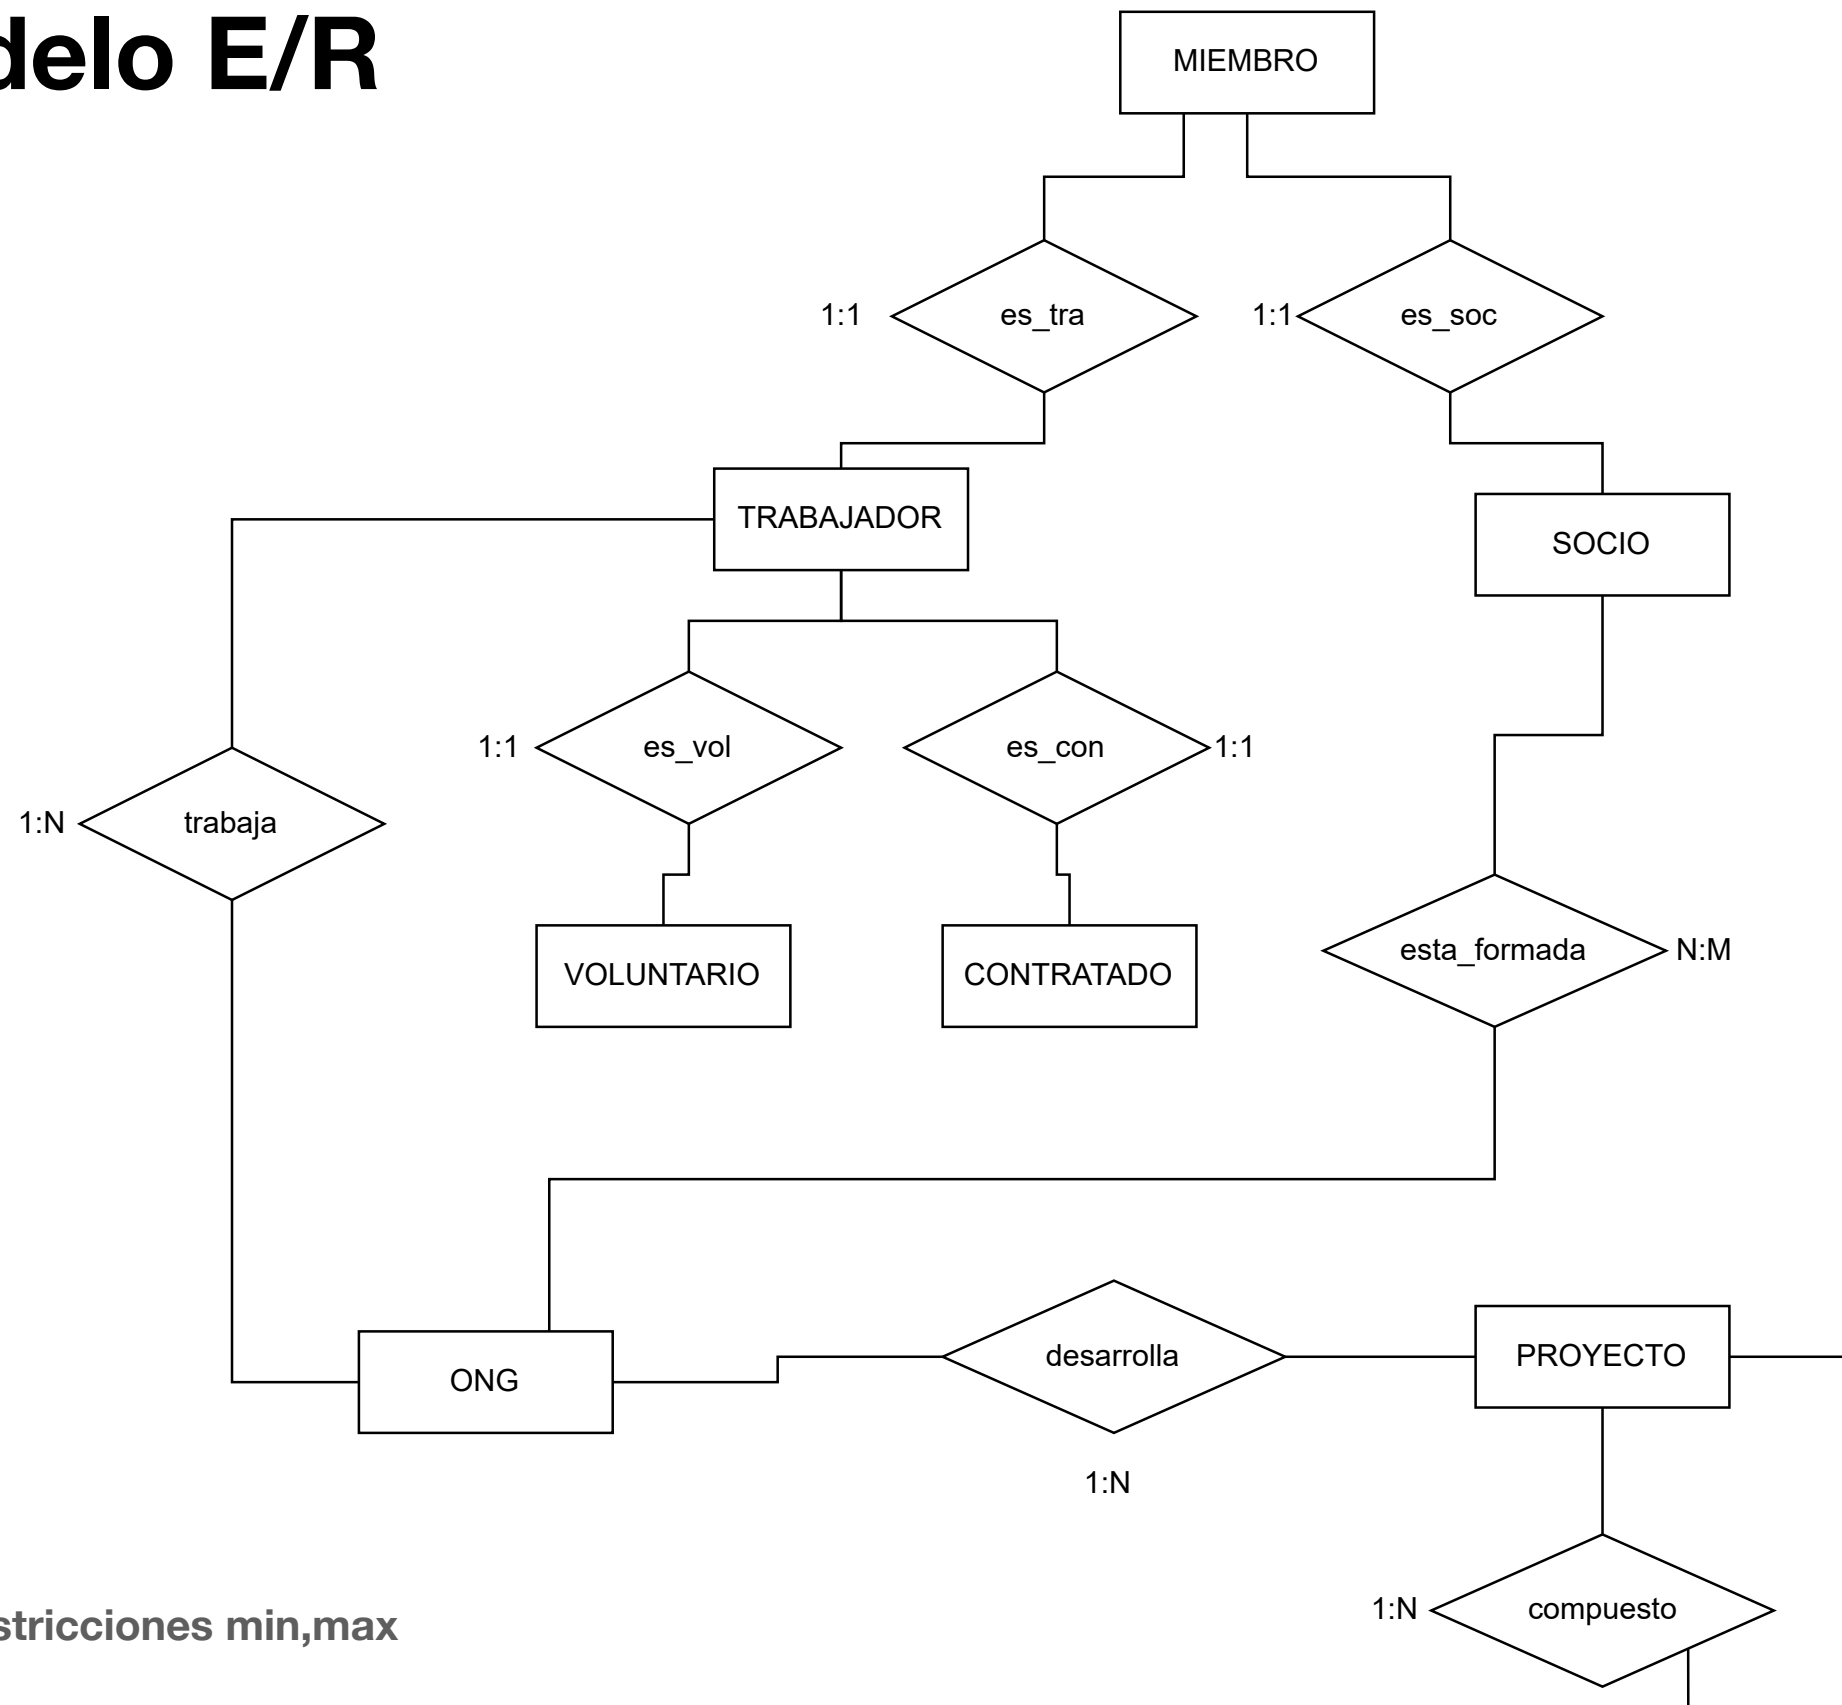 delo E/R
MIEMBRO
1:1
es_tra
1:1
es_soc
TRABAJADOR
SOCIO
1:1
es_vol
es_con
1:1
1:N
trabaja
VOLUNTARIO
CONTRATADO
esta_formada
N:M
ONG
desarrolla
PROYECTO
1:N
stricciones min,max
1:N
compuesto